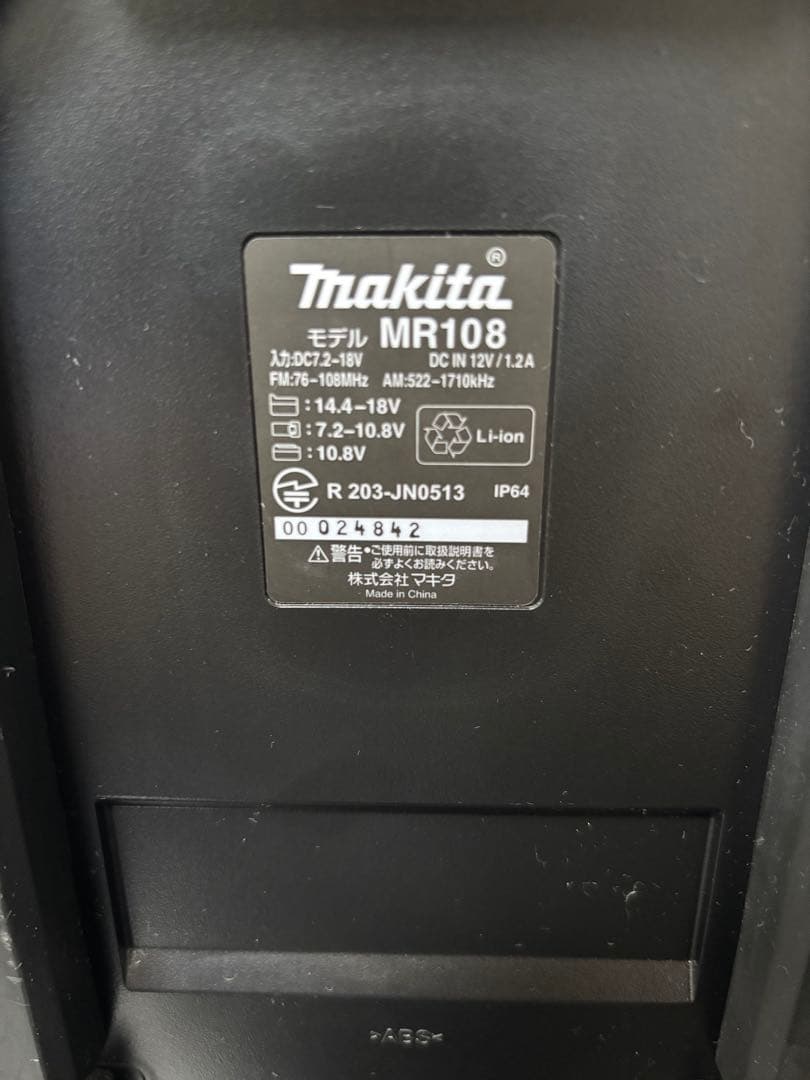 makita®
モデル MR108
入力:DC7.2-18V DC IN 12V/1.2A
FM:76-108MHz AM:522-1710kHz
:14.4-18V
:7.2-10.8V
:10.8V
Li-ion
R 203-JN0513 IP64
00 024842
警告•ご使用前に取扱説明書を
必ずよくお読みください。
株式会社マキタ
Made in China
>ABS<